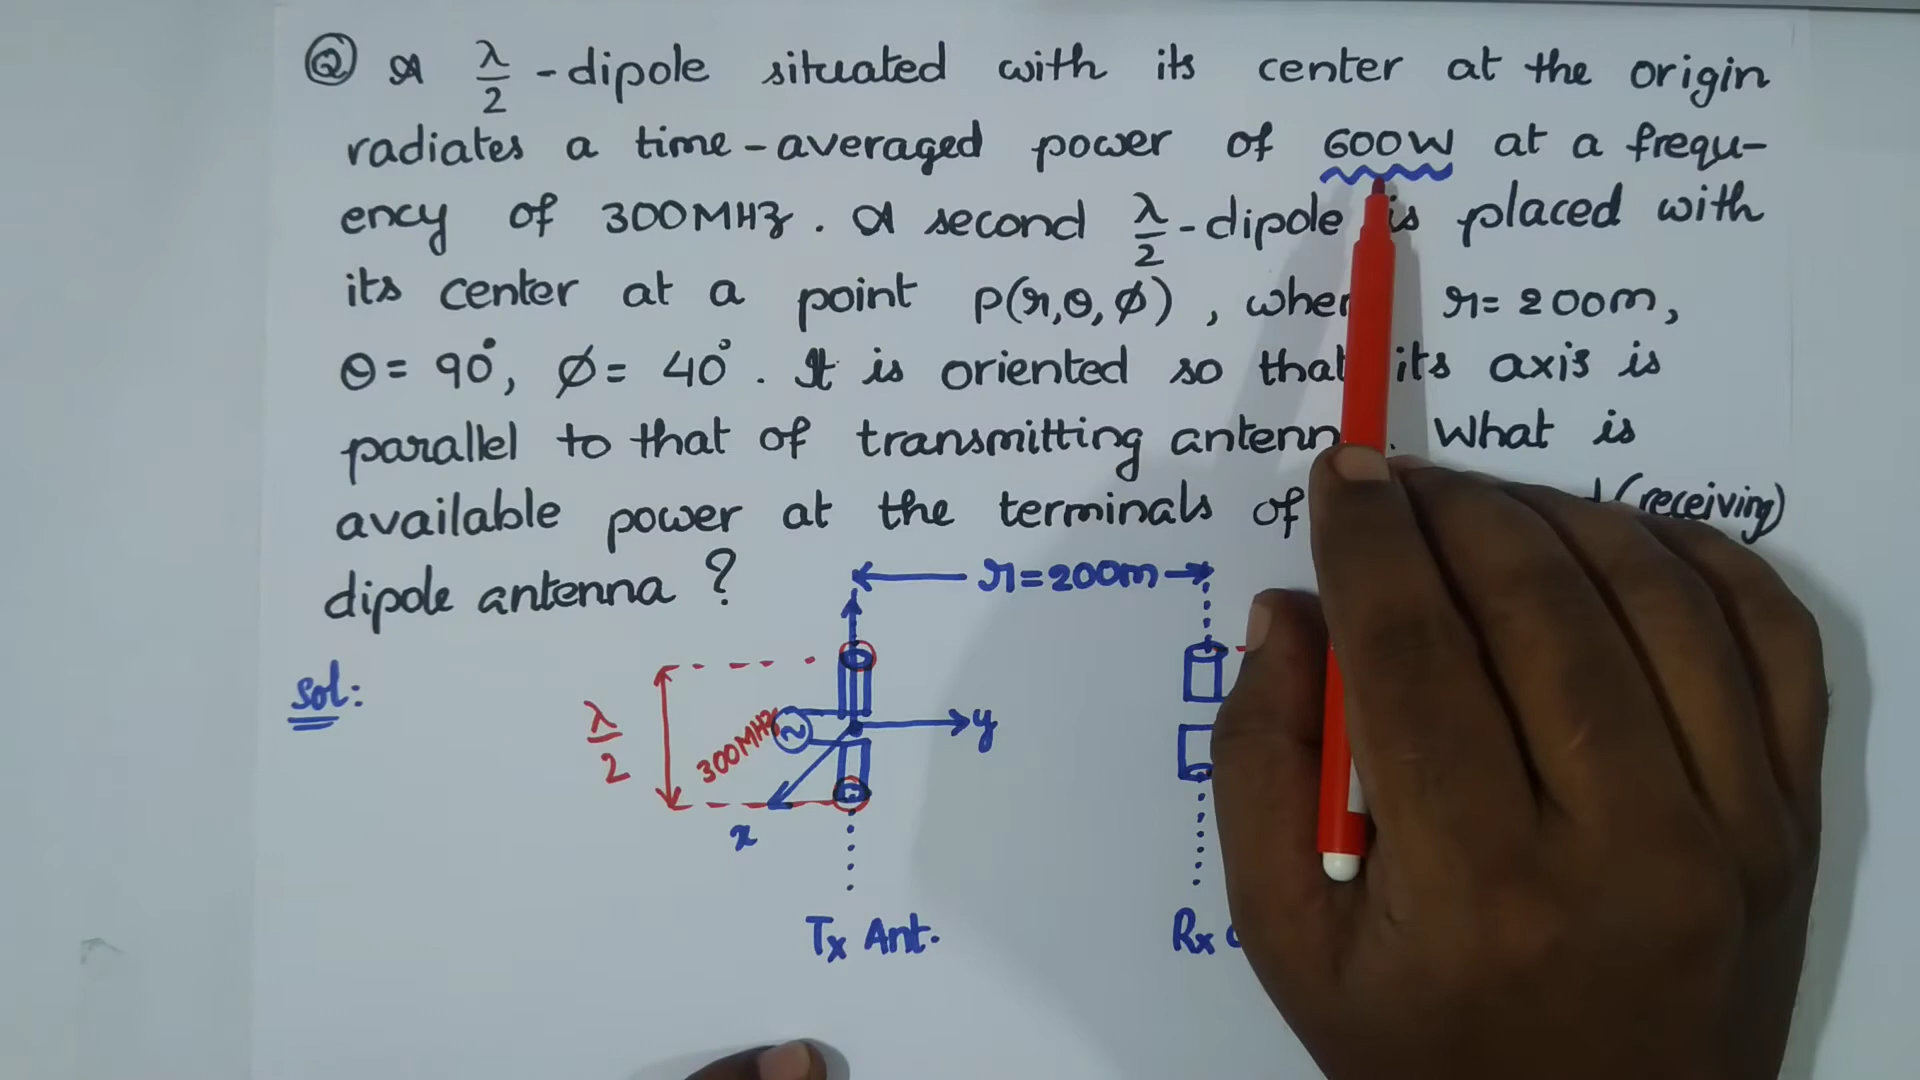 Q A λ/2 - dipole situated with its center at the origin
radiates a time-averaged power of 600W at a frequ-
ency of 300MHz. A second λ/2 - dipole is placed with
its center at a point P(r,θ,ϕ), wher r= 200m,
θ= 90°, ϕ= 40°. It is oriented so that its axis is
parallel to that of transmitting antenn. What is
available power at the terminals of (receiving)
dipole antenna ?
r=200m
Sol:
λ/2
300MHz
y
x
Tx Ant.
Rx